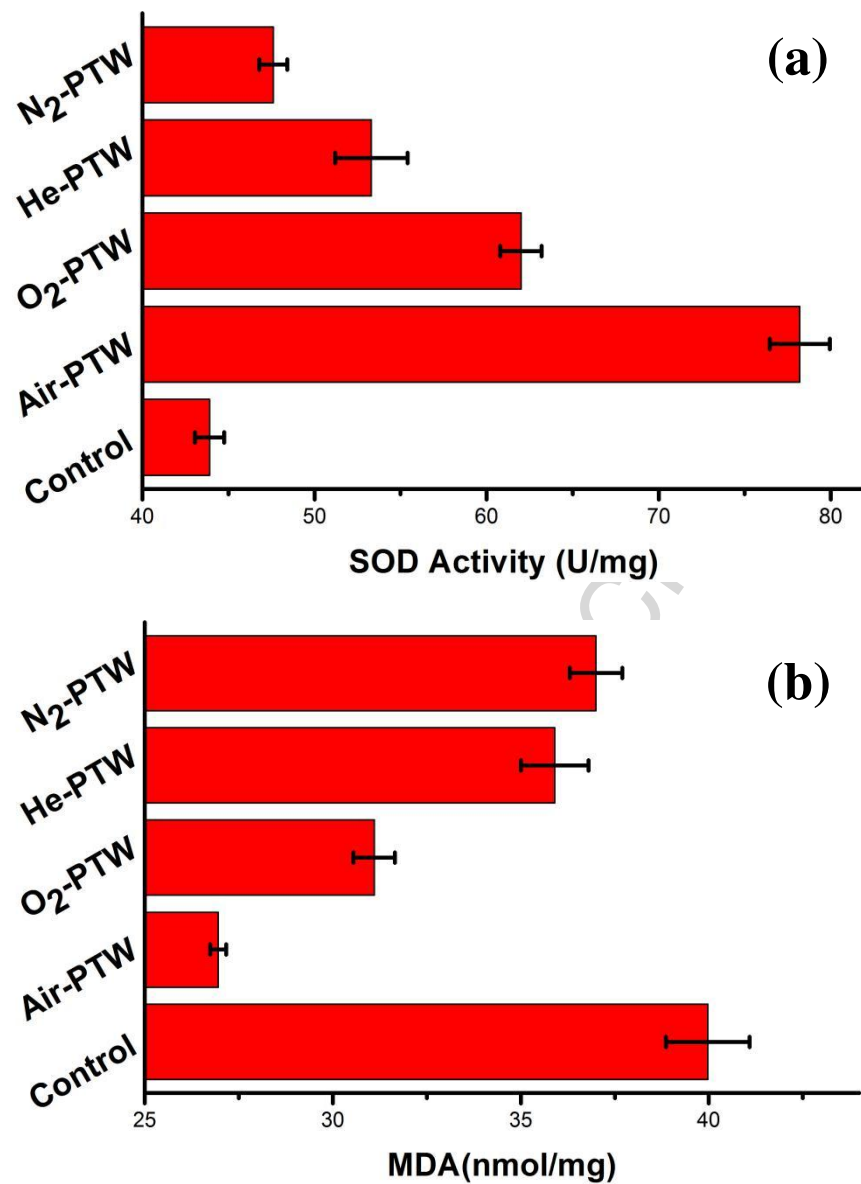 (a)
N2-PTW
He-PTW
O2-PTW
Air-PTW
Control
40 50 60 70 80
SOD Activity (U/mg)
(b)
N2-PTW
He-PTW
O2-PTW
Air-PTW
Control
25 30 35 40
MDA(nmol/mg)